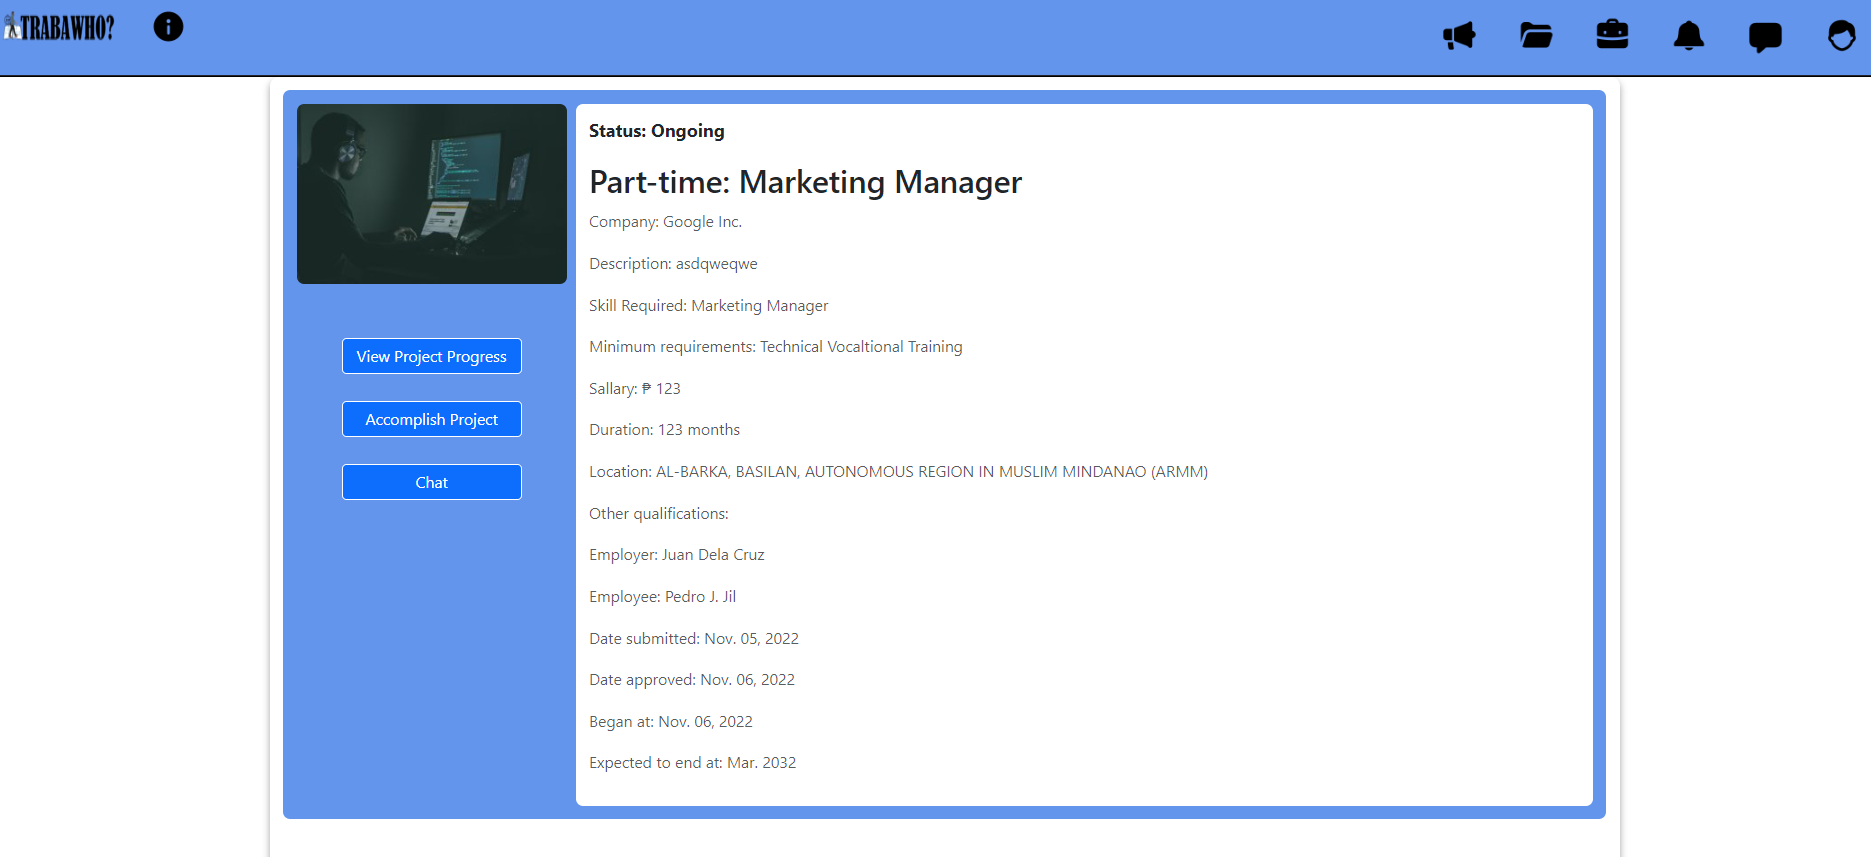 TRABAWHO?
Status: Ongoing
Part-time: Marketing Manager
Company: Google Inc.
Description: asdqweqwe
Skill Required: Marketing Manager
Minimum requirements: Technical Vocaltional Training
Sallary: ₱ 123
Duration: 123 months
Location: AL-BARKA, BASILAN, AUTONOMOUS REGION IN MUSLIM MINDANAO (ARMM)
Other qualifications:
Employer: Juan Dela Cruz
Employee: Pedro J. Jil
Date submitted: Nov. 05, 2022
Date approved: Nov. 06, 2022
Began at: Nov. 06, 2022
Expected to end at: Mar. 2032
View Project Progress
Accomplish Project
Chat